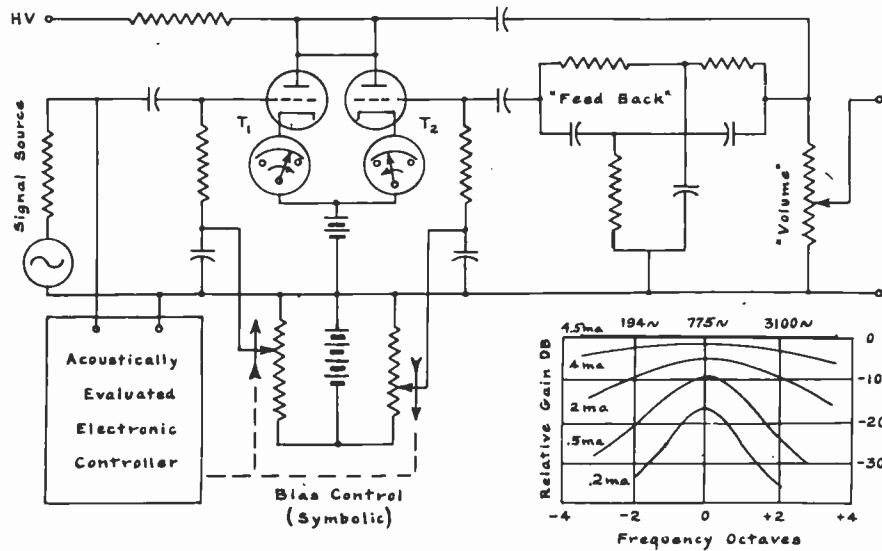 HV
Signal Source
T1
T2
"Feed Back"
"Volume"
Acoustically
Evaluated
Electronic
Controller
Bias Control
(Symbolic)
194~ 775~ 3100~
4.5ma
4ma
2ma
.5ma
.2ma
0
-10
-20
-30
Relative Gain DB
-4 -2 0 +2 +4
Frequency Octaves